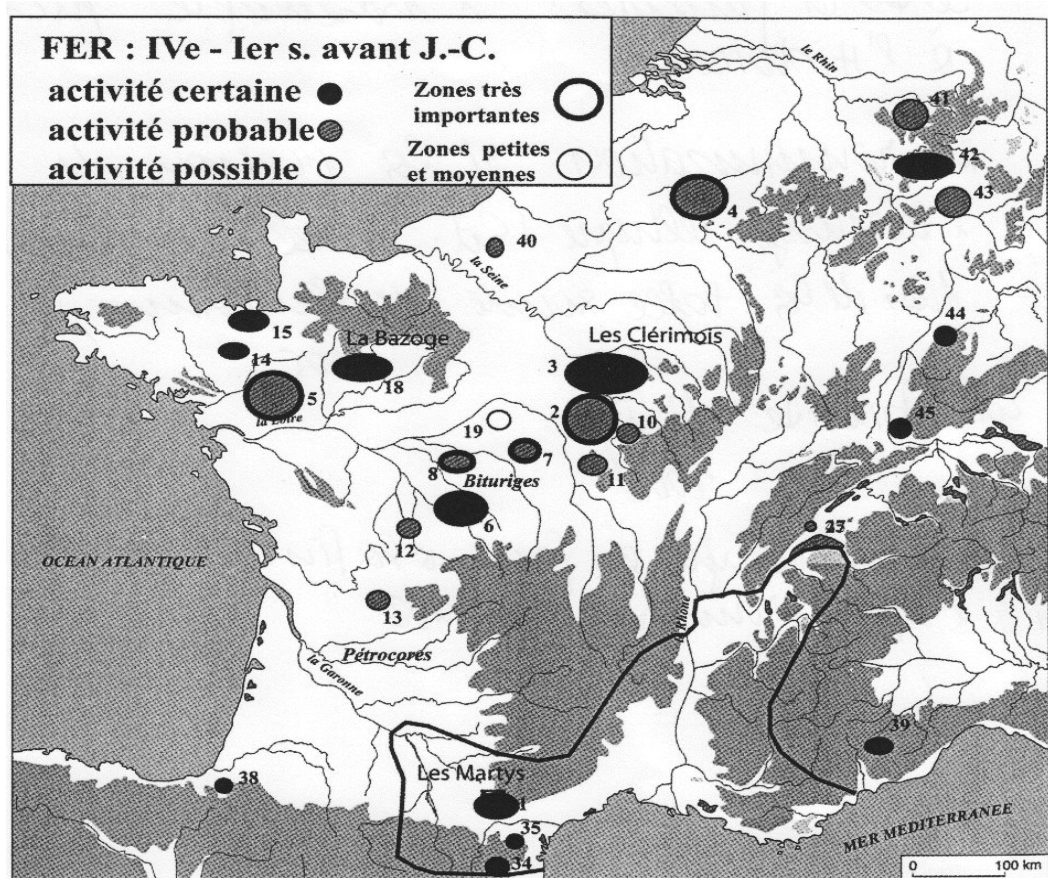 FER : IVe - Ier s. avant J.-C.
activité certaine
activité probable
activité possible
Zones très
importantes
Zones petites
et moyennes
le Rhin
41
42
43
4
40
la Seine
44
15
La Bazoge
Les Clérimois
14
3
18
5
la Loire
2
10
19
45
7
8
11
Bituriges
6
12
27
OCEAN ATLANTIQUE
13
Rhône
Pétrocores
la Garonne
39
Les Martys
38
1
35
34
MER MEDITERRANEE
0 100 km